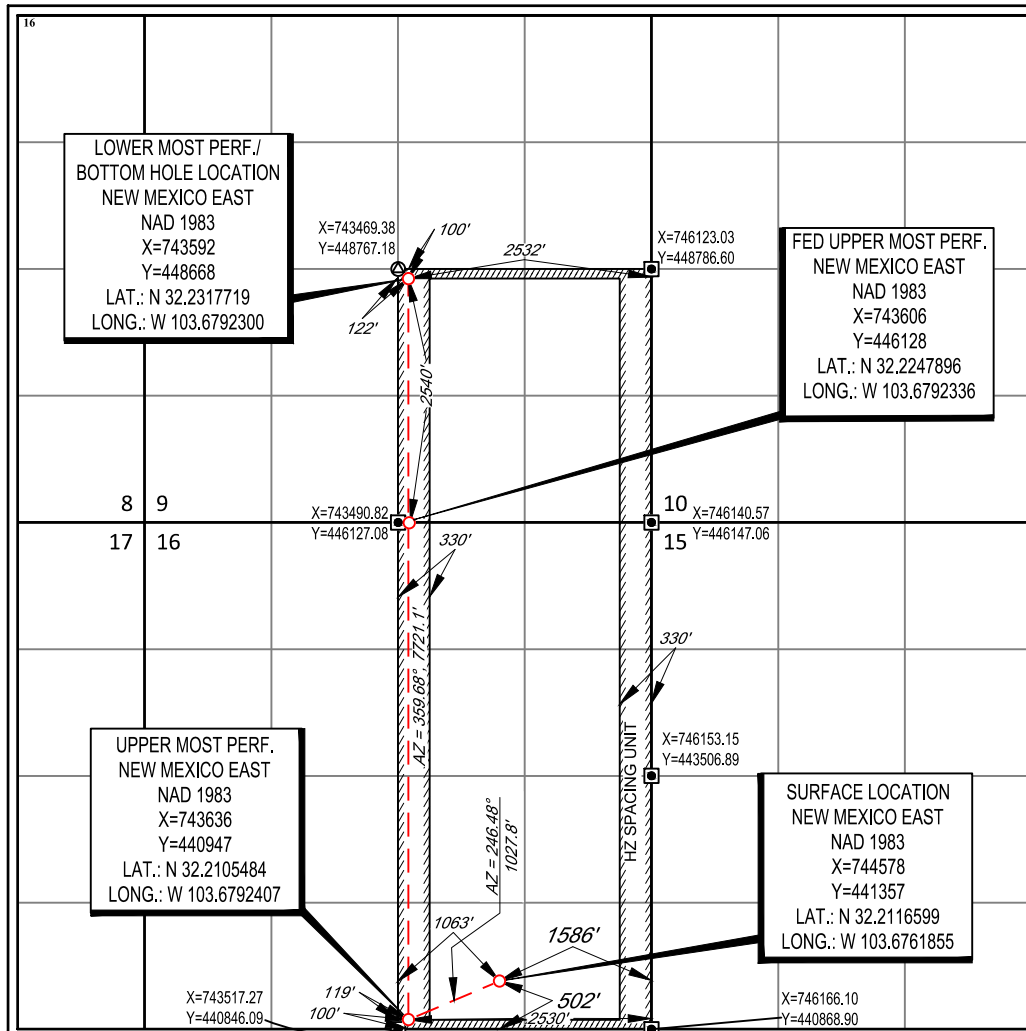 16
LOWER MOST PERF./
BOTTOM HOLE LOCATION
NEW MEXICO EAST
NAD 1983
X=743592
Y=448668
LAT.: N 32.2317719
LONG.: W 103.6792300
X=743469.38
Y=448767.18
100'
2532'
X=746123.03
Y=448786.60
FED UPPER MOST PERF.
NEW MEXICO EAST
NAD 1983
X=743606
Y=446128
LAT.: N 32.2247896
LONG.: W 103.6792336
122'
2540'
8
9
17
16
X=743490.82
Y=446127.08
10
15
X=746140.57
Y=446147.06
330'
330'
AZ = 359.68°, 7721.1'
HZ SPACING UNIT
X=746153.15
Y=443506.89
UPPER MOST PERF.
NEW MEXICO EAST
NAD 1983
X=743636
Y=440947
LAT.: N 32.2105484
LONG.: W 103.6792407
AZ = 246.48°
1027.8'
SURFACE LOCATION
NEW MEXICO EAST
NAD 1983
X=744578
Y=441357
LAT.: N 32.2116599
LONG.: W 103.6761855
1063'
1586'
119'
100'
502'
2530'
X=743517.27
Y=440846.09
X=746166.10
Y=440868.90